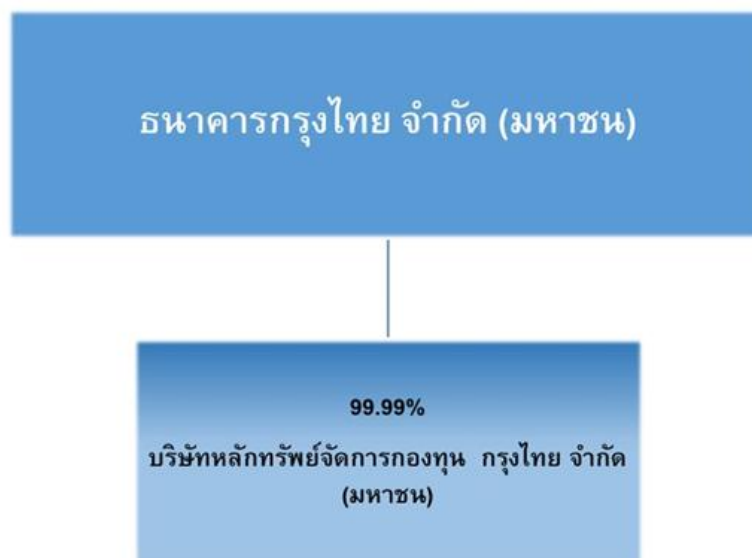 ธนาคารกรุงไทย จำกัด (มหาชน)
99.99%
บริษัทหลักทรัพย์จัดการกองทุน กรุงไทย จำกัด
(มหาชน)